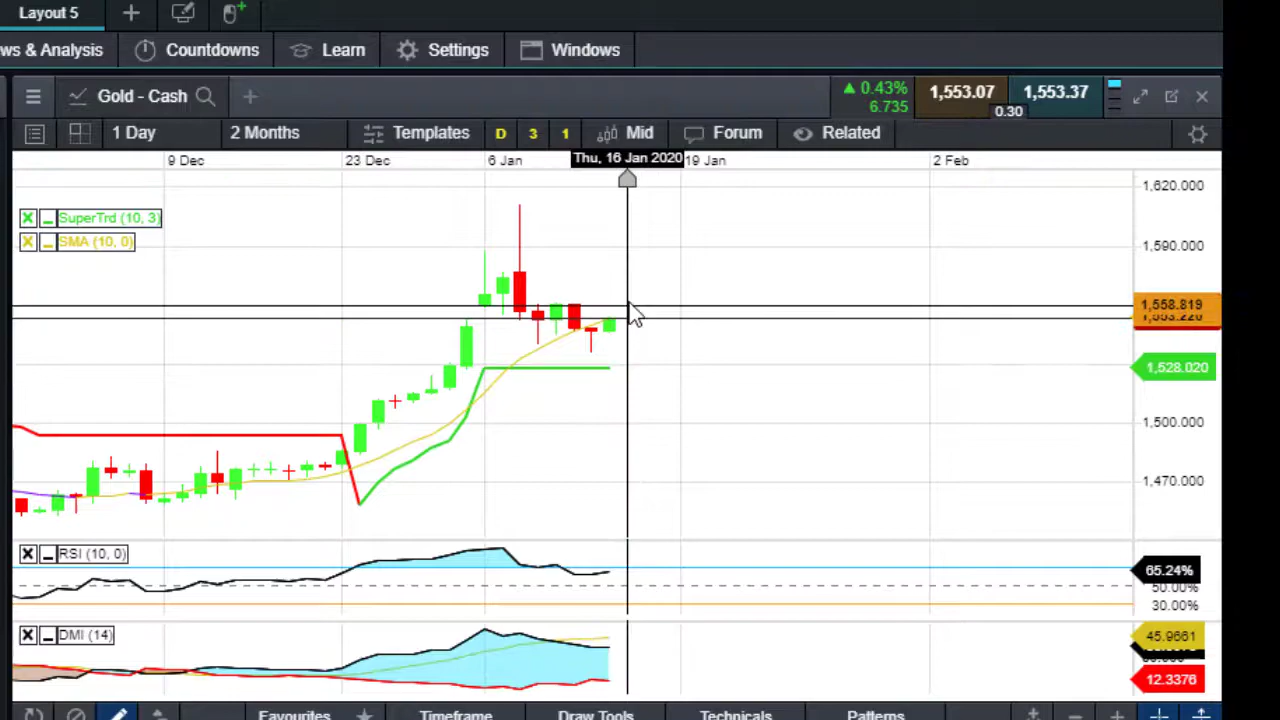 Layout 5
ws & Analysis Countdowns Learn Settings Windows
Gold - Cash 0.43% 6.735 1,553.07 0.30 1,553.37
1 Day 2 Months Templates D 3 1 Mid Forum Related
9 Dec 23 Dec 6 Jan Thu, 16 Jan 2020 19 Jan 2 Feb
1,620.000
SuperTrd (10, 3)
SMA (10, 0)
1,590.000
1,558.819
1,553.220
1,528.020
1,500.000
1,470.000
RSI (10, 0)
65.24%
50.00%
30.00%
DMI (14)
45.9661
12.3376
Favourites Timeframe Draw Tools Technicals Patterns